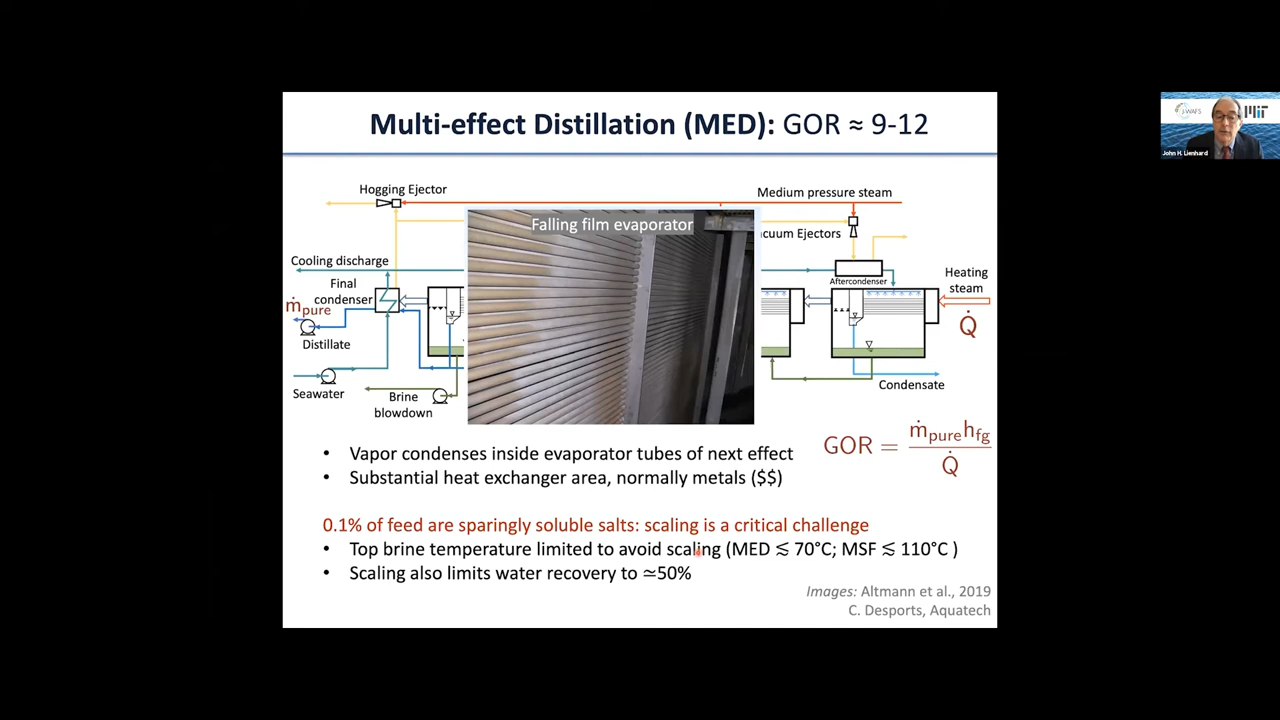 Multi-effect Distillation (MED): GOR ≈ 9-12
Hogging Ejector
Medium pressure steam
Falling film evaporator
acuum Ejectors
Cooling discharge
Aftercondenser
Heating
steam
Final
condenser
ṁpure
Q̇
Distillate
Seawater
Brine
blowdown
Condensate
• Vapor condenses inside evaporator tubes of next effect
• Substantial heat exchanger area, normally metals ($$)
GOR = ṁpure hfg / Q̇
0.1% of feed are sparingly soluble salts: scaling is a critical challenge
• Top brine temperature limited to avoid scaling (MED ≲ 70°C; MSF ≲ 110°C )
• Scaling also limits water recovery to ≃50%
Images: Altmann et al., 2019
C. Desports, Aquatech
J-WAFS
MIT
John H. Lienhard